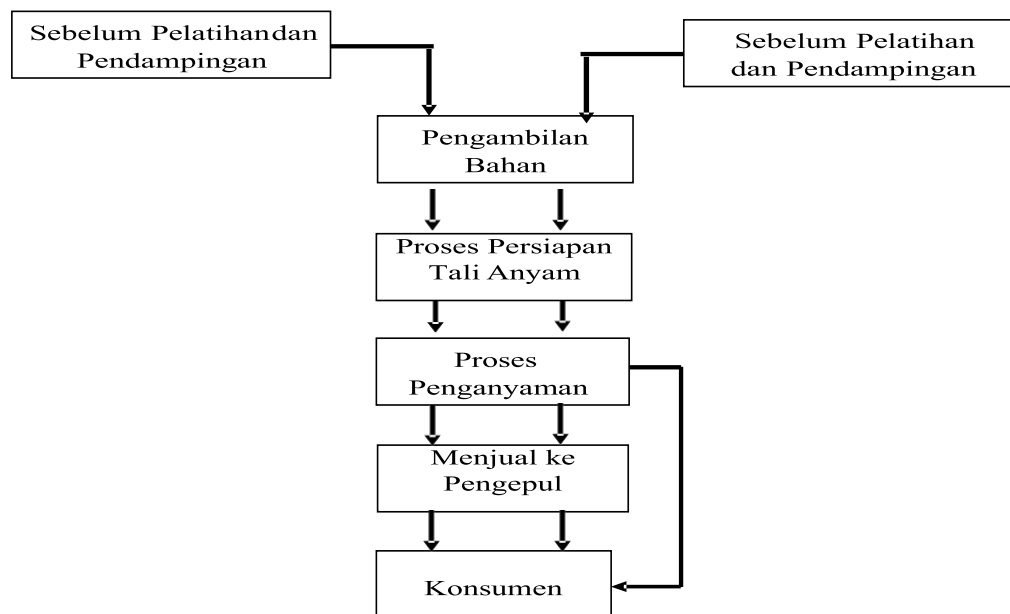 Sebelum Pelatihandan
Pendampingan
Sebelum Pelatihan
dan Pendampingan
Pengambilan
Bahan
Proses Persiapan
Tali Anyam
Proses
Penganyaman
Menjual ke
Pengepul
Konsumen